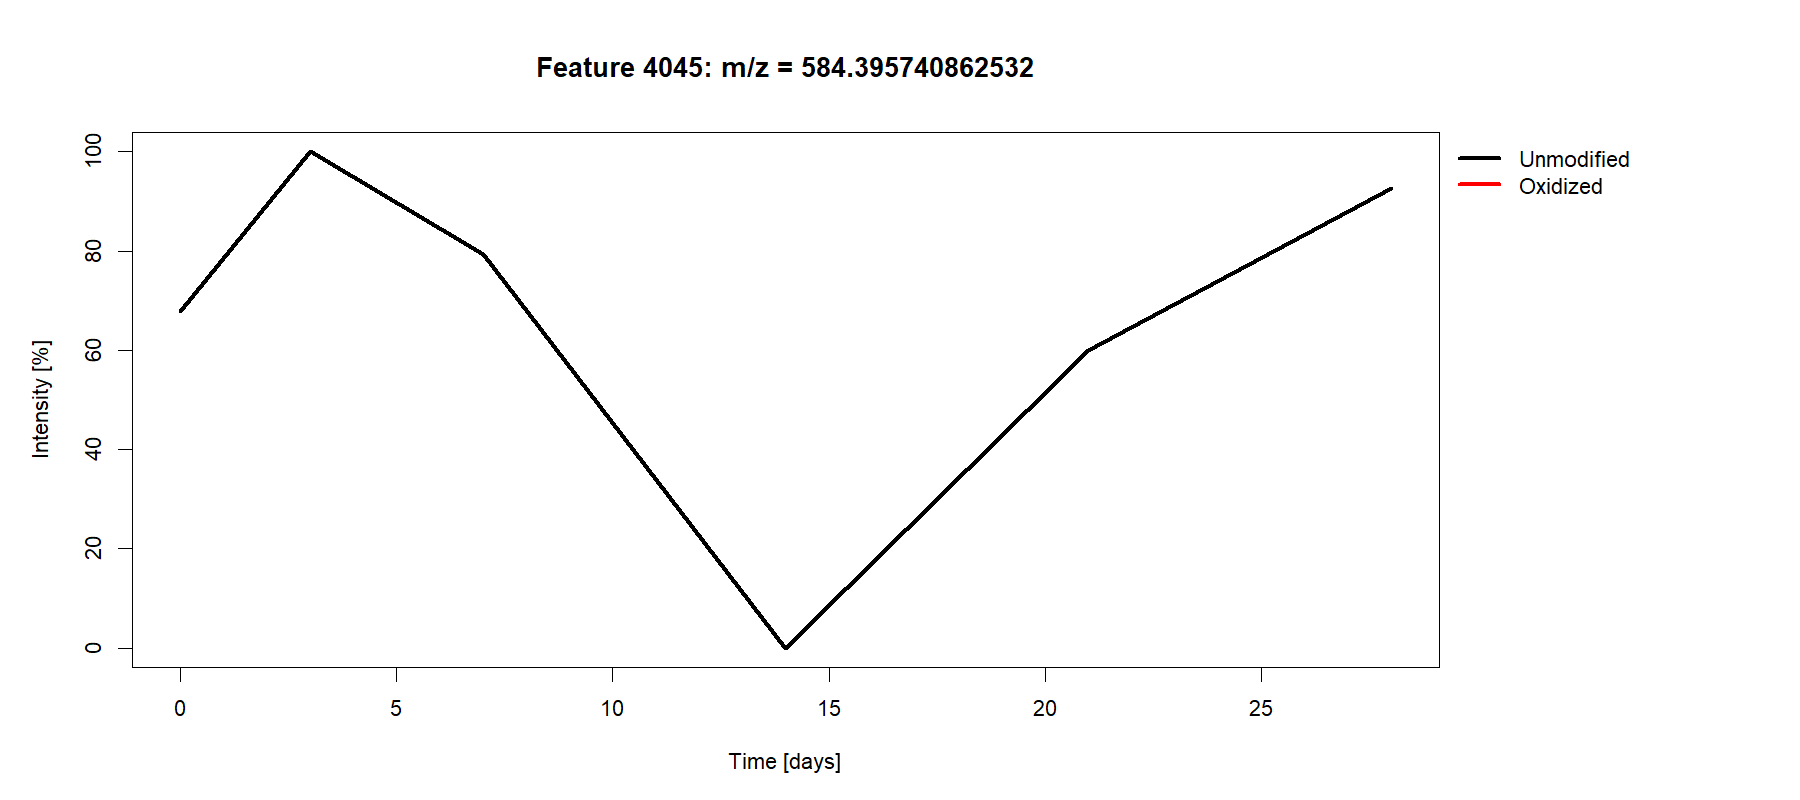 Feature 4045: m/z = 584.395740862532
Unmodified
Oxidized
Intensity [%]
100
80
60
40
20
0
0 5 10 15 20 25
Time [days]